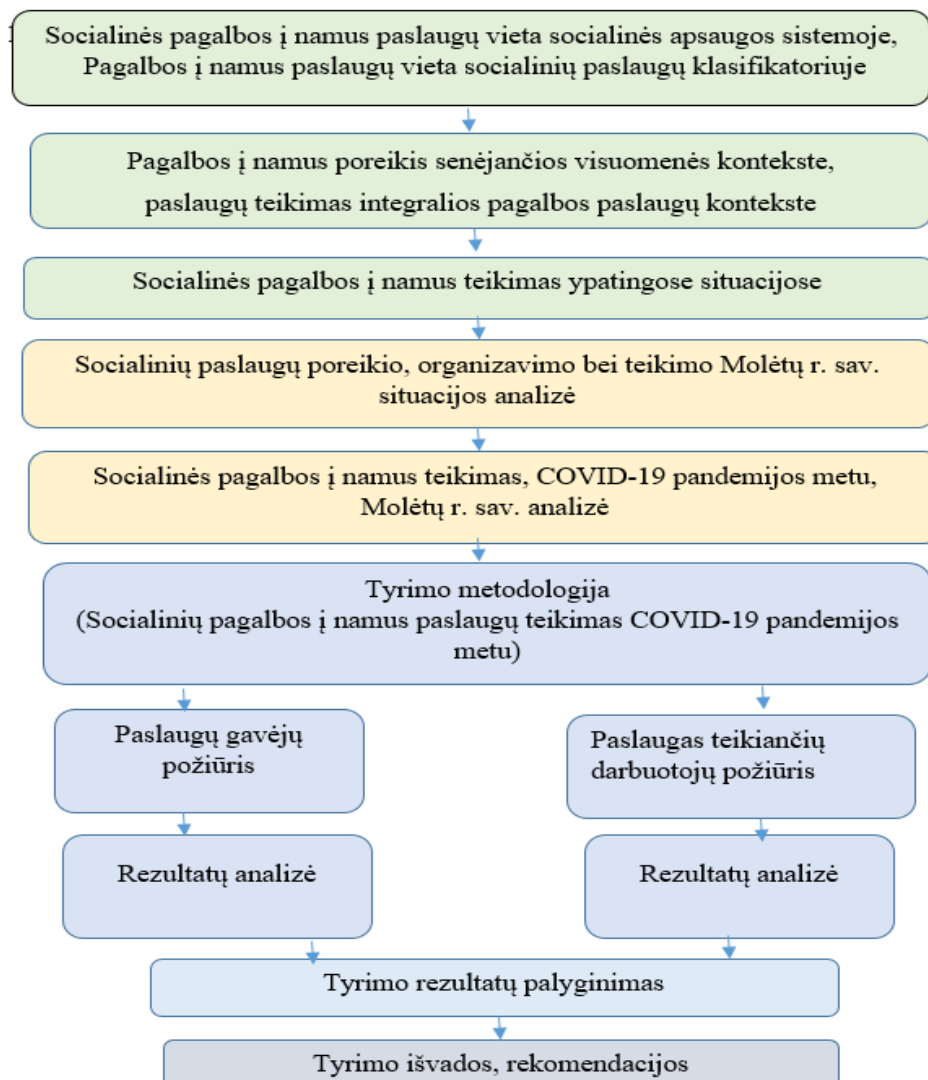 Socialinės pagalbos į namus paslaugų vieta socialinės apsaugos sistemoje,
Pagalbos į namus paslaugų vieta socialinių paslaugų klasifikatoriuje
Pagalbos į namus poreikis senėjančios visuomenės kontekste,
paslaugų teikimas integralios pagalbos paslaugų kontekste
Socialinės pagalbos į namus teikimas ypatingose situacijose
Socialinių paslaugų poreikio, organizavimo bei teikimo Molėtų r. sav.
situacijos analizė
Socialinės pagalbos į namus teikimas, COVID-19 pandemijos metu,
Molėtų r. sav. analizė
Tyrimo metodologija
(Socialinių pagalbos į namus paslaugų teikimas COVID-19 pandemijos
metu)
Paslaugų gavėjų
požiūris
Paslaugas teikiančių
darbuotojų požiūris
Rezultatų analizė
Rezultatų analizė
Tyrimo rezultatų palyginimas
Tyrimo išvados, rekomendacijos